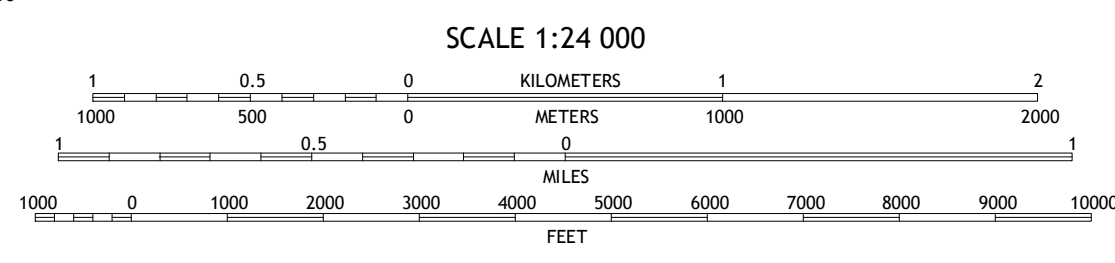 SCALE 1:24 000
1 0.5 0 KILOMETERS 1 2
1000 500 0 METERS 1000 2000
1 0.5 0 1
MILES
1000 0 1000 2000 3000 4000 5000 6000 7000 8000 9000 10000
FEET